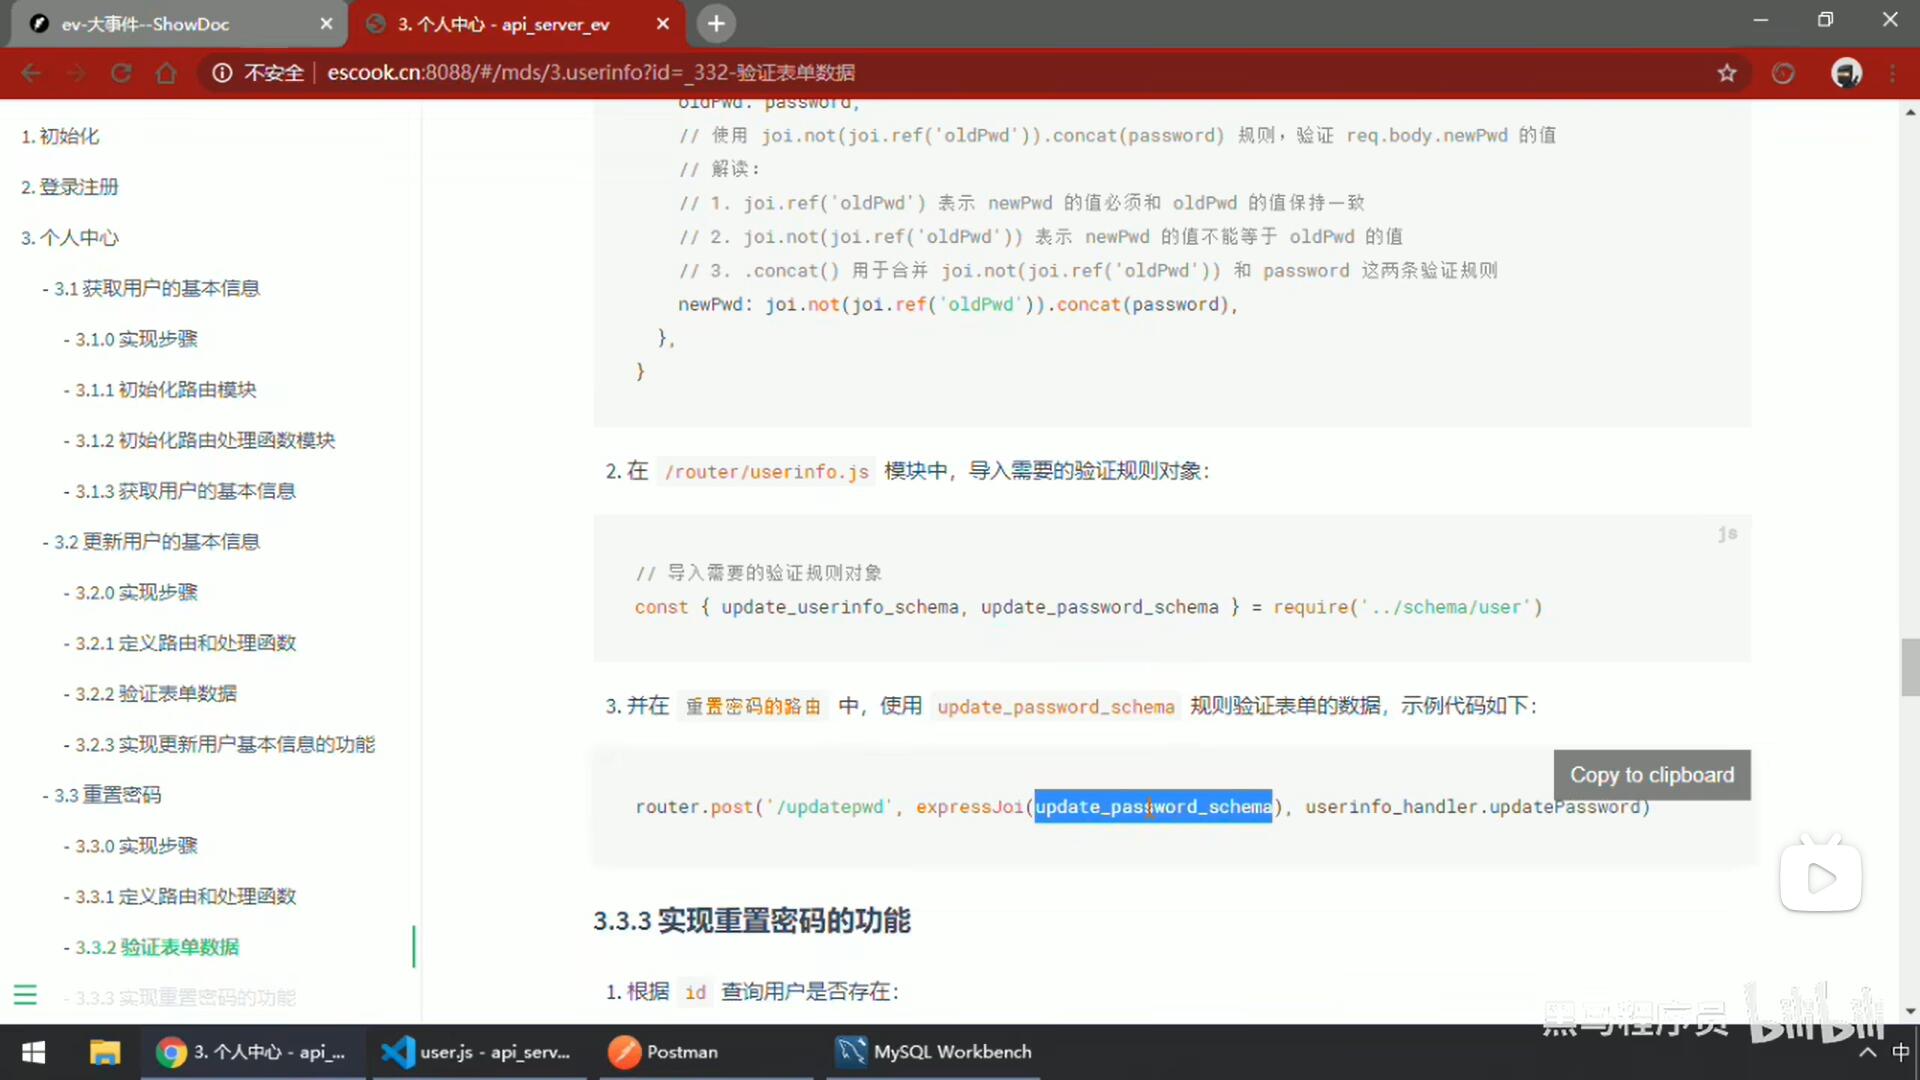 ev-大事件--ShowDoc
3. 个人中心 - api_server_ev
不安全 escook.cn:8088/#/mds/3.userinfo?id=_332-验证表单数据
1. 初始化
2. 登录注册
3. 个人中心
- 3.1 获取用户的基本信息
- 3.1.0 实现步骤
- 3.1.1 初始化路由模块
- 3.1.2 初始化路由处理函数模块
- 3.1.3 获取用户的基本信息
- 3.2 更新用户的基本信息
- 3.2.0 实现步骤
- 3.2.1 定义路由和处理函数
- 3.2.2 验证表单数据
- 3.2.3 实现更新用户基本信息的功能
- 3.3 重置密码
- 3.3.0 实现步骤
- 3.3.1 定义路由和处理函数
- 3.3.2 验证表单数据
- 3.3.3 实现重置密码的功能
oldPwd: password,
// 使用 joi.not(joi.ref('oldPwd')).concat(password) 规则，验证 req.body.newPwd 的值
// 解读：
// 1. joi.ref('oldPwd') 表示 newPwd 的值必须和 oldPwd 的值保持一致
// 2. joi.not(joi.ref('oldPwd')) 表示 newPwd 的值不能等于 oldPwd 的值
// 3. .concat() 用于合并 joi.not(joi.ref('oldPwd')) 和 password 这两条验证规则
newPwd: joi.not(joi.ref('oldPwd')).concat(password),
},
}
2. 在 /router/userinfo.js 模块中，导入需要的验证规则对象：
js
// 导入需要的验证规则对象
const { update_userinfo_schema, update_password_schema } = require('../schema/user')
3. 并在 重置密码的路由 中，使用 update_password_schema 规则验证表单的数据，示例代码如下：
Copy to clipboard
router.post('/updatepwd', expressJoi(update_password_schema), userinfo_handler.updatePassword)
3.3.3 实现重置密码的功能
1. 根据 id 查询用户是否存在：
黑马程序员 bilibili
3. 个人中心 - api_...
user.js - api_serv...
Postman
MySQL Workbench
中